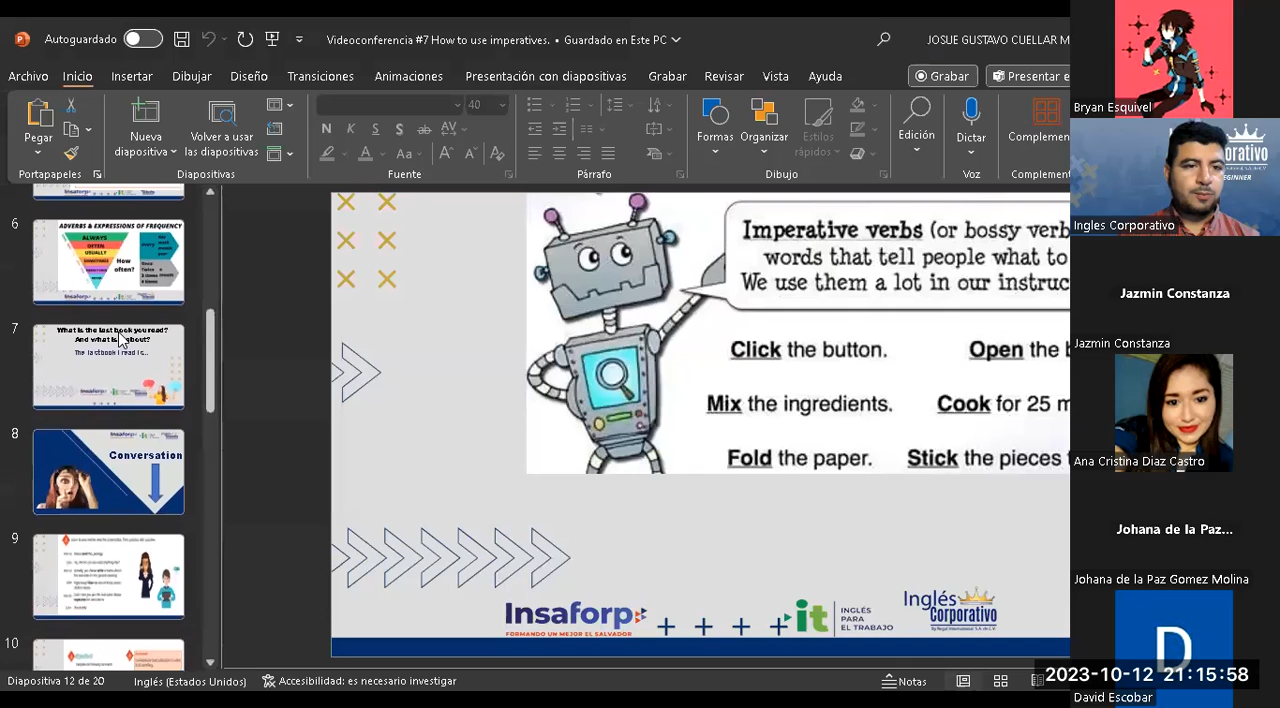 Autoguardado
Videoconferencia #7 How to use imperatives. • Guardado en Este PC
JOSUE GUSTAVO CUELLAR M
Archivo Inicio Insertar Dibujar Diseño Transiciones Animaciones Presentación con diapositivas Grabar Revisar Vista Ayuda
Grabar
Presentar e
Pegar
Nueva
diapositiva
Volver a usar
las diapositivas
40
Formas
Organizar
Estilos
rápidos
Edición
Dictar
Complemen
Portapapeles
Diapositivas
Fuente
Párrafo
Dibujo
Voz
Complement
6
ADVERBS & EXPRESSIONS OF FREQUENCY
ALWAYS
OFTEN
USUALLY
SOMETIMES
How
often?
7
What is the last book you read?
And what is about?
The last book I read is...
8
Conversation
9
10
Imperative verbs (or bossy verb
words that tell people what to
We use them a lot in our instruc
Click the button.
Open the b
Mix the ingredients.
Cook for 25 m
Fold the paper.
Stick the pieces
Insaforp
FORMANDO UN MEJOR EL SALVADOR
it
INGLÉS
PARA
EL TRABAJO
Inglés
Corporativo
Diapositiva 12 de 20
Inglés (Estados Unidos)
Accesibilidad: es necesario investigar
Notas
Bryan Esquivel
Ingles Corporativo
Jazmin Constanza
Jazmin Constanza
Ana Cristina Diaz Castro
Johana de la Paz...
Johana de la Paz Gomez Molina
D
2023-10-12 21:15:58
David Escobar